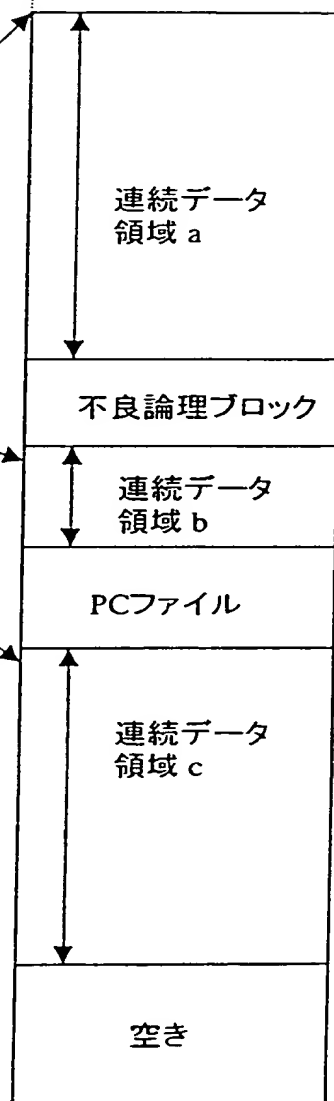 連続データ
領域 a
不良論理ブロック
連続データ
領域 b
PCファイル
連続データ
領域 c
空き